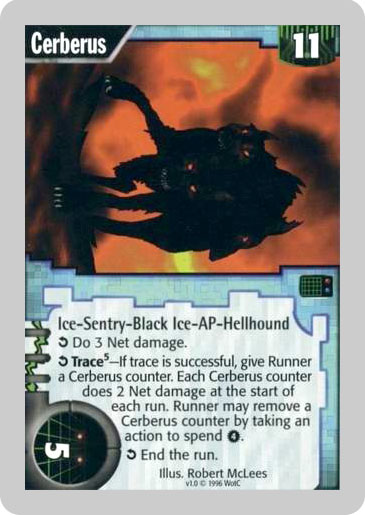 Cerberus
11
Ice-Sentry-Black Ice-AP-Hellhound
Do 3 Net damage.
Trace⁵—If trace is successful, give Runner
a Cerberus counter. Each Cerberus counter
does 2 Net damage at the start of
each run. Runner may remove a
Cerberus counter by taking an
action to spend ❹.
End the run.
5
Illus. Robert McLees
v1.0 © 1996 WotC